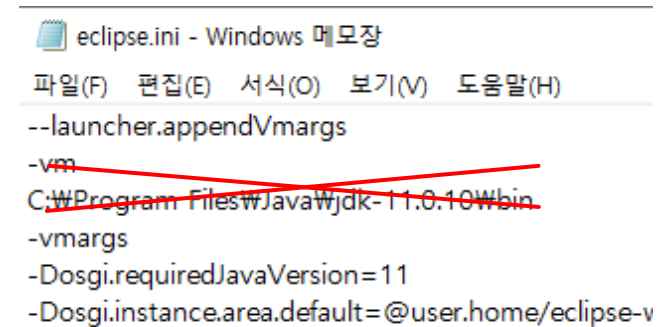 eclipse.ini - Windows 메모장
파일(F) 편집(E) 서식(O) 보기(V) 도움말(H)
--launcher.appendVmargs
-vm
C:₩Program Files₩Java₩jdk-11.0.10₩bin
-vmargs
-Dosgi.requiredJavaVersion=11
-Dosgi.instance.area.default=@user.home/eclipse-w